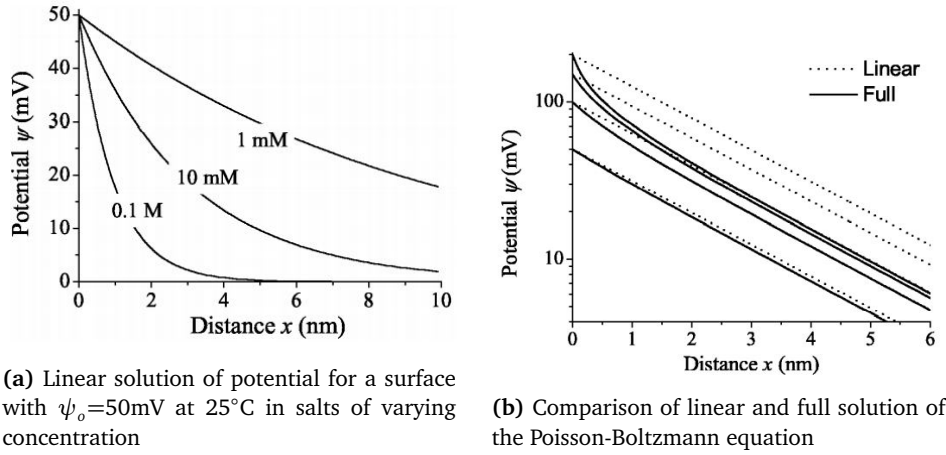 50
40
30
20
10
0
Potential ψ (mV)
1 mM
10 mM
0.1 M
0 2 4 6 8 10
Distance x (nm)
(a) Linear solution of potential for a surface
with ψₒ=50mV at 25°C in salts of varying
concentration
Linear
Full
100
10
Potential ψ (mV)
0 1 2 3 4 5 6
Distance x (nm)
(b) Comparison of linear and full solution of
the Poisson-Boltzmann equation